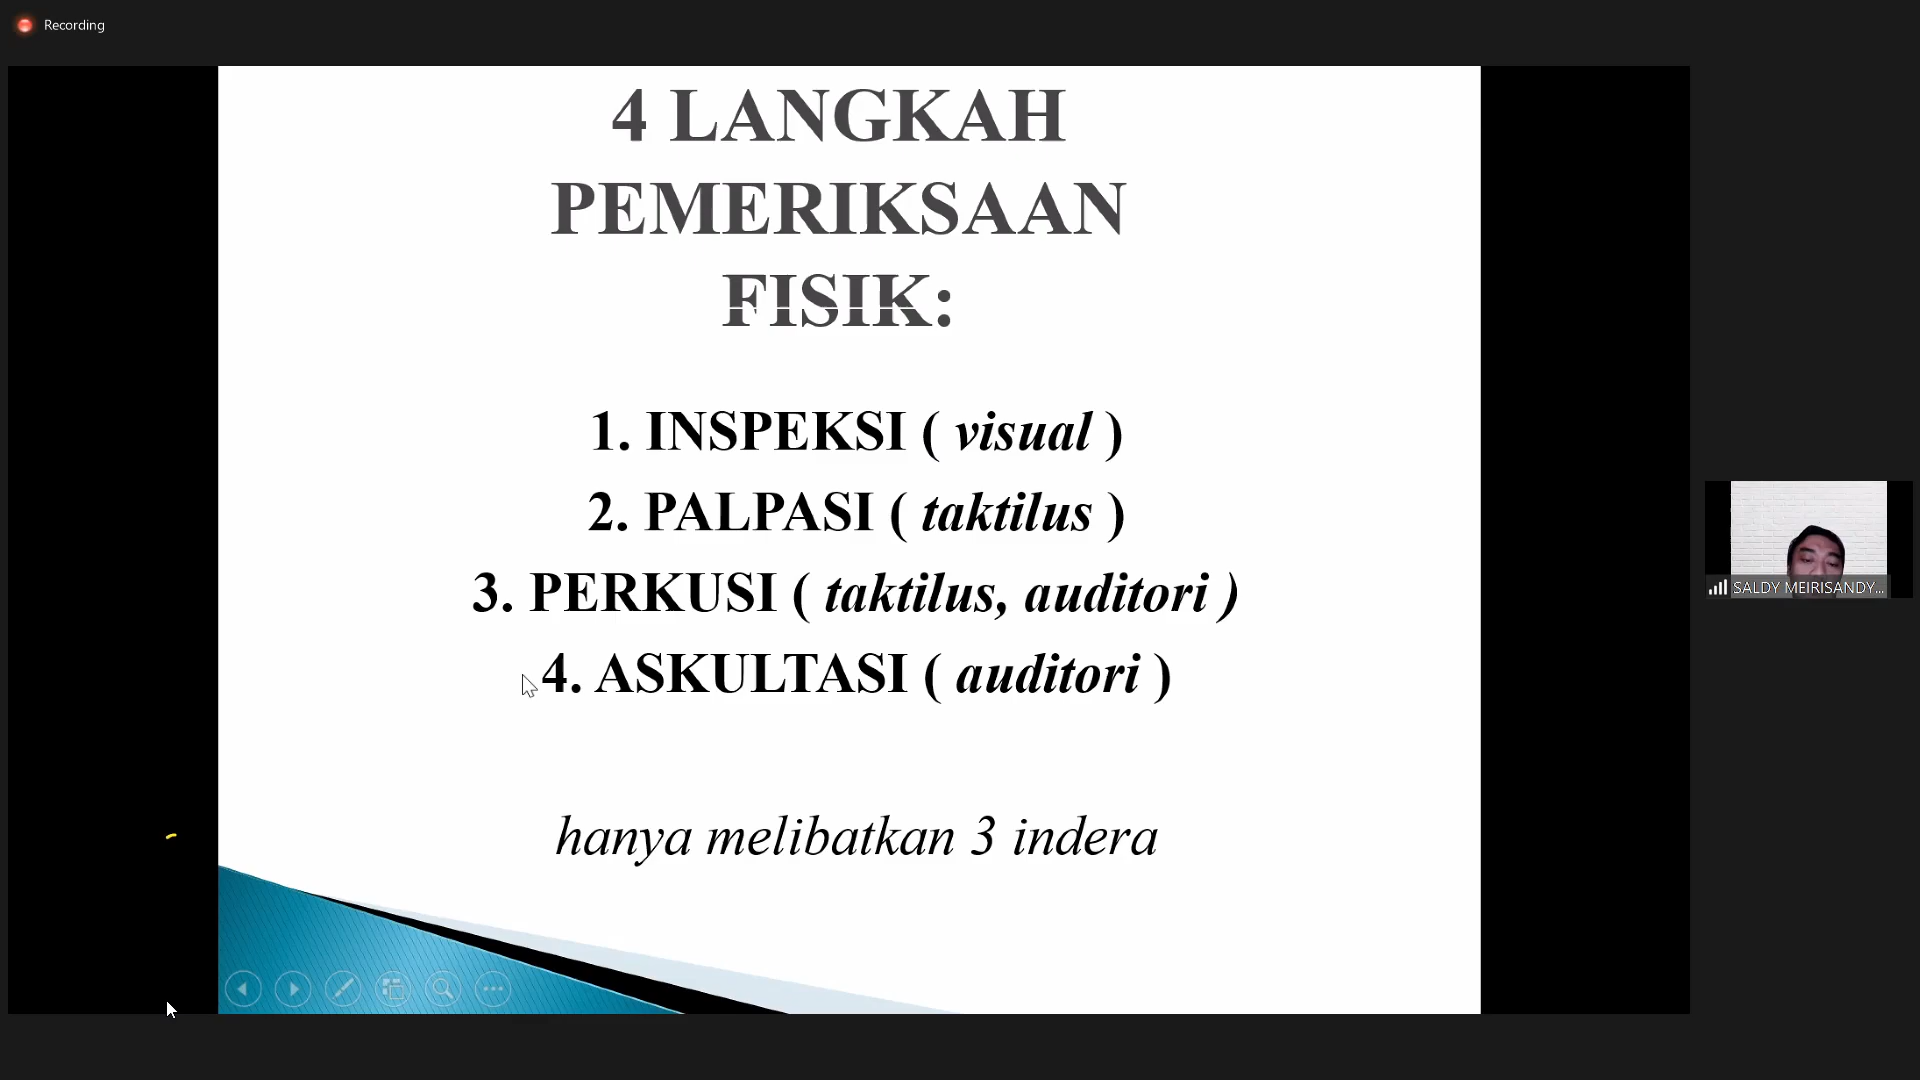 Recording
4 LANGKAH
PEMERIKSAAN
FISIK:
1. INSPEKSI ( visual )
2. PALPASI ( taktilus )
3. PERKUSI ( taktilus, auditori )
4. ASKULTASI ( auditori )
hanya melibatkan 3 indera
SALDY MEIRISANDY...